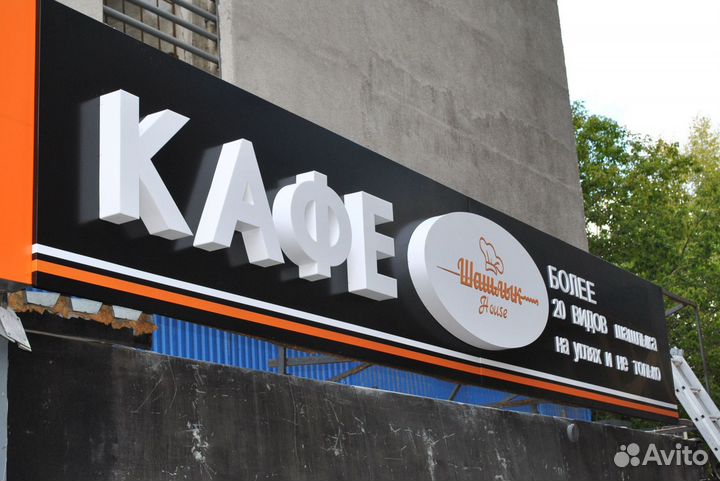 КАФЕ
Шашлык
House
БОЛЕЕ
20 ВИДОВ ШАШЛЫКА
НА УГЛЯХ И НЕ ТОЛЬКО
Avito